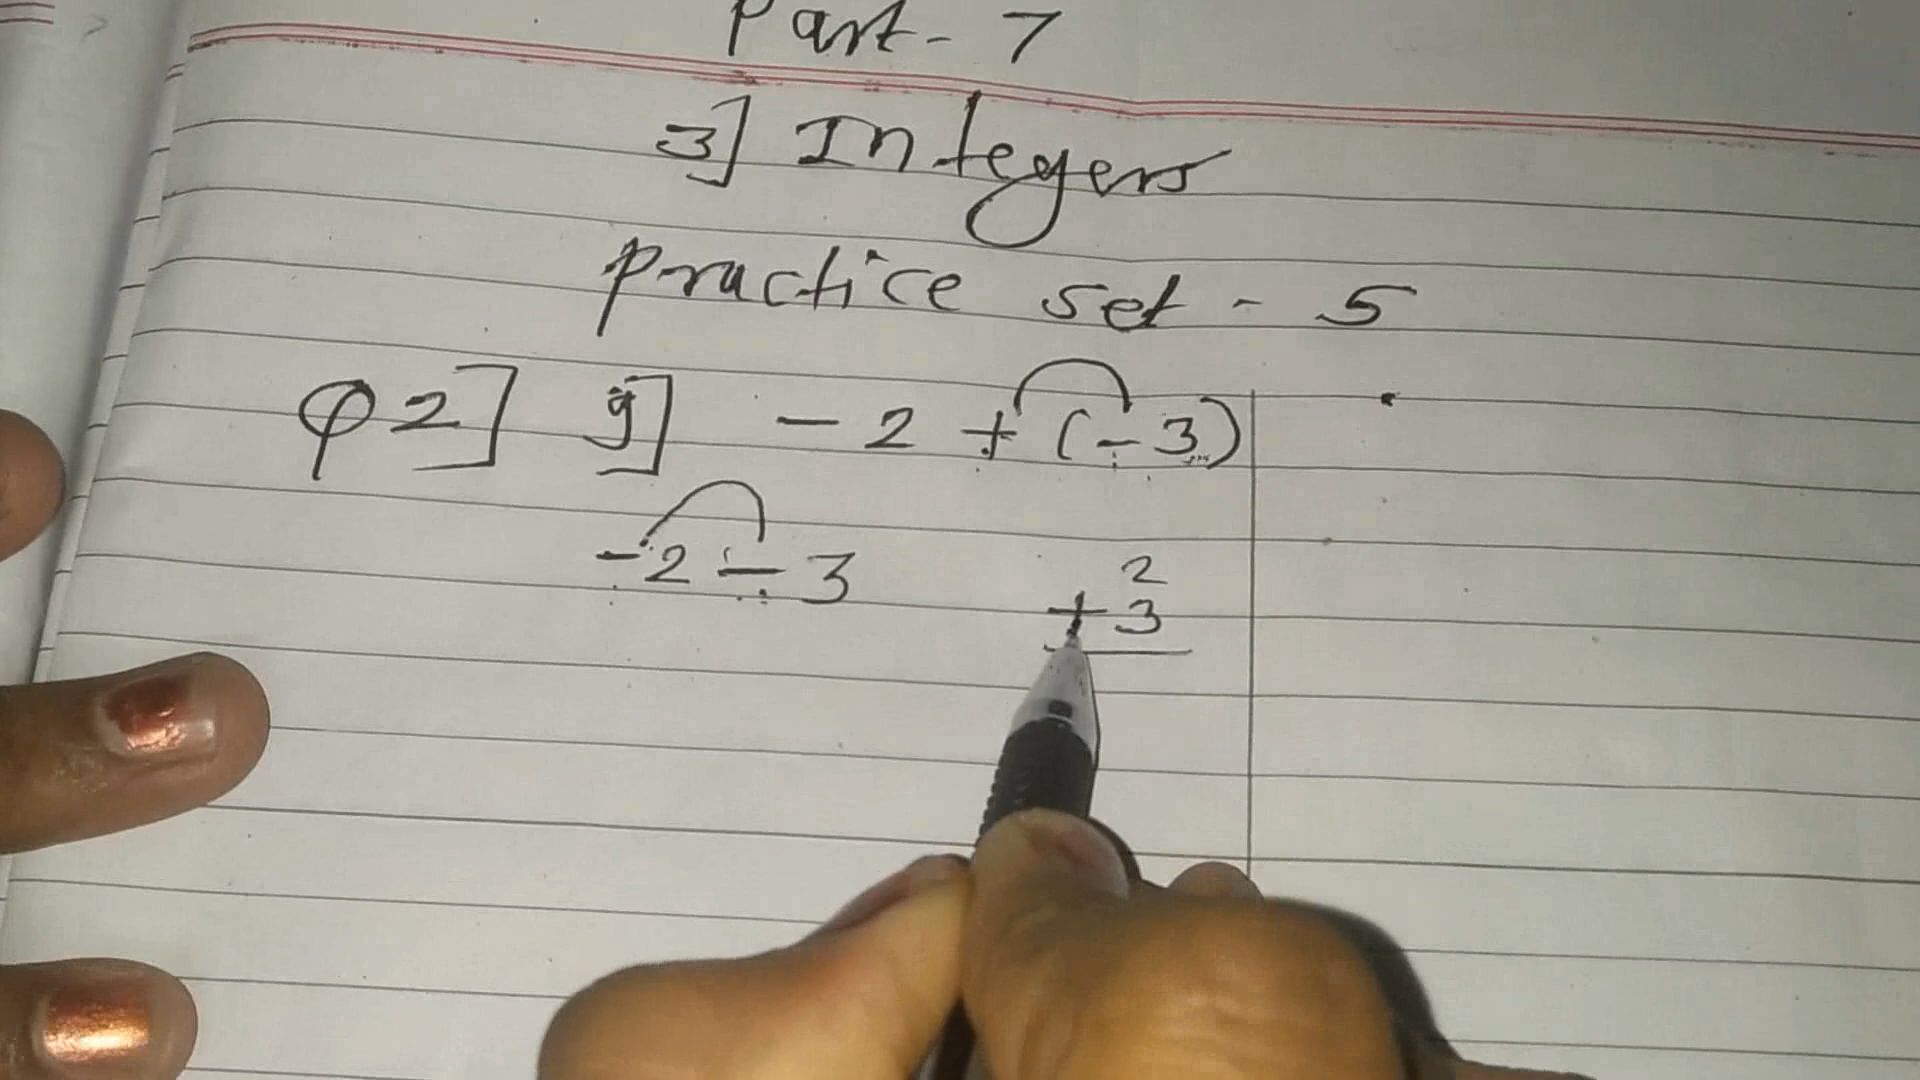 Part - 7
3] Integers
practice set - 5
Q2] g] - 2 + (- 3)
- 2 - 3
2
+ 3